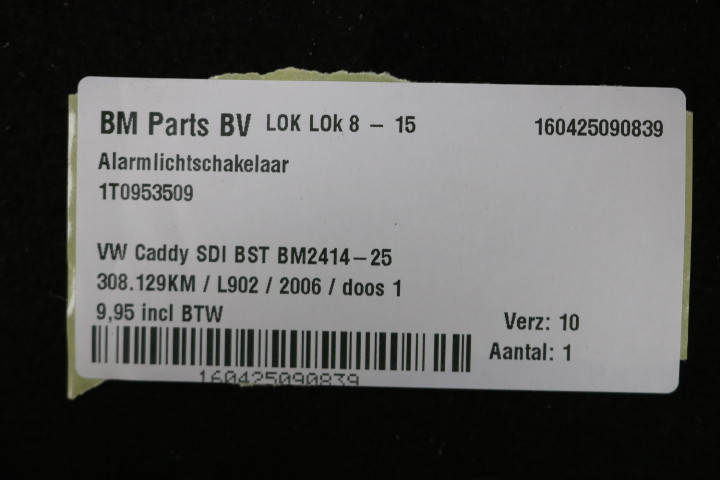 BM Parts BV LOK LOk 8 - 15 160425090839
Alarmlichtschakelaar
1T0953509
VW Caddy SDI BST BM2414-25
308.129KM / L902 / 2006 / doos 1
9,95 incl BTW
Verz: 10
Aantal: 1
160425090839